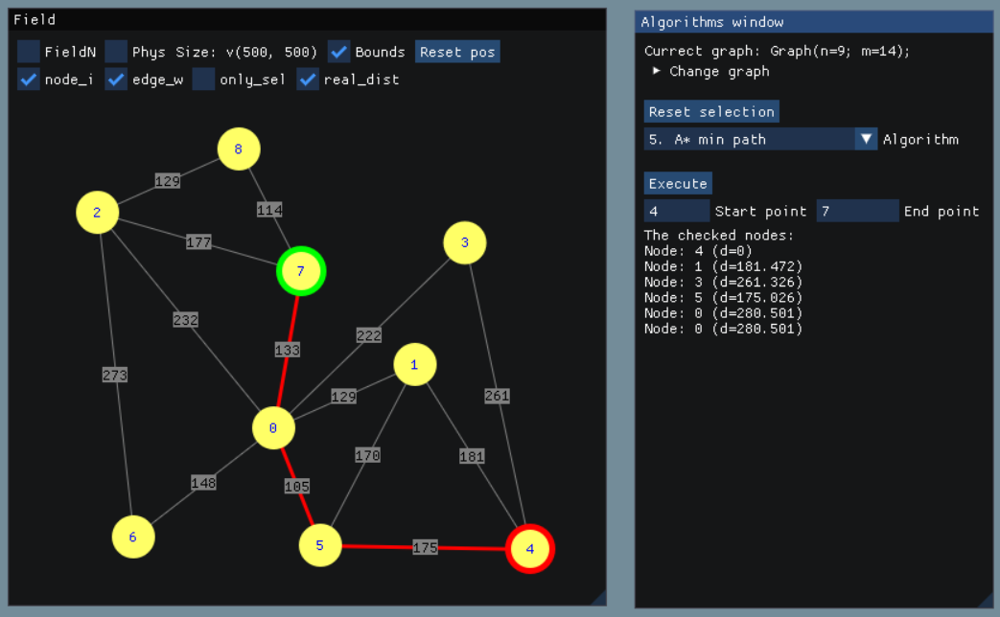 Field
FieldN Phys Size: v(500, 500) Bounds Reset pos
node_i edge_w only_sel real_dist
8
129
2
114
177
3
7
232
222
133
1
273
129
261
0
170
181
148
105
6
5
175
4
Algorithms window
Currect graph: Graph(n=9; m=14);
Change graph
Reset selection
5. A* min path Algorithm
Execute
4 Start point 7 End point
The checked nodes:
Node: 4 (d=0)
Node: 1 (d=181.472)
Node: 3 (d=261.326)
Node: 5 (d=175.026)
Node: 0 (d=280.501)
Node: 0 (d=280.501)